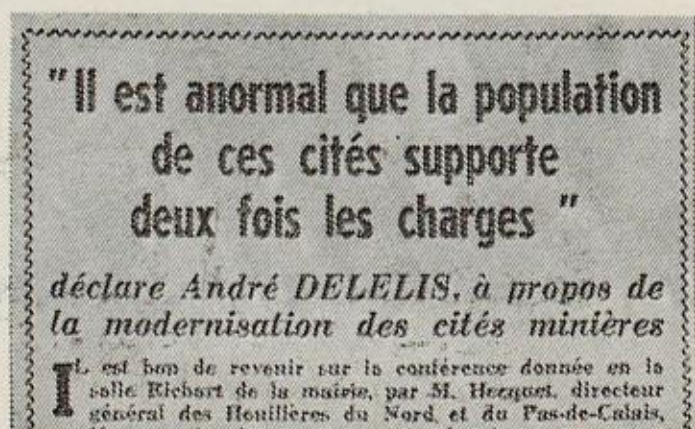 "Il est anormal que la population
de ces cités supporte
deux fois les charges "
déclare André DELELIS, à propos de
la modernisation des cités minières
IL est bon de revenir sur la conférence donnée en la
salle Richart de la mairie, par M. Hecquet, directeur
général des Houillères du Nord et du Pas-de-Calais,